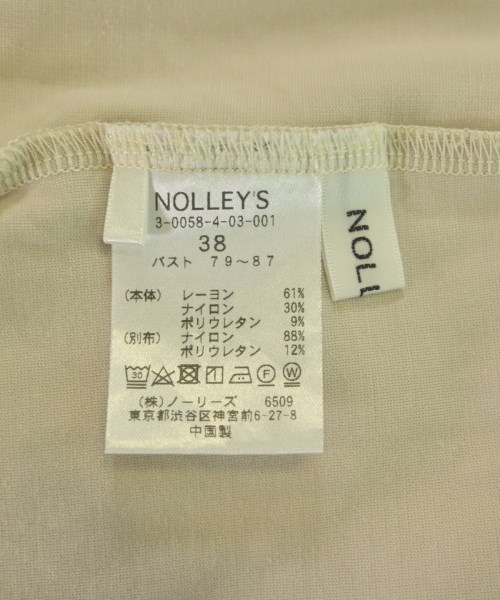 NOLLEY'S
3-0058-4-03-001
38
バスト 79～87
(本体) レーヨン 61%
ナイロン 30%
ポリウレタン 9%
(別布) ナイロン 88%
ポリウレタン 12%
30 F W
(株)ノーリーズ 6509
東京都渋谷区神宮前6-27-8
中国製
NOLL